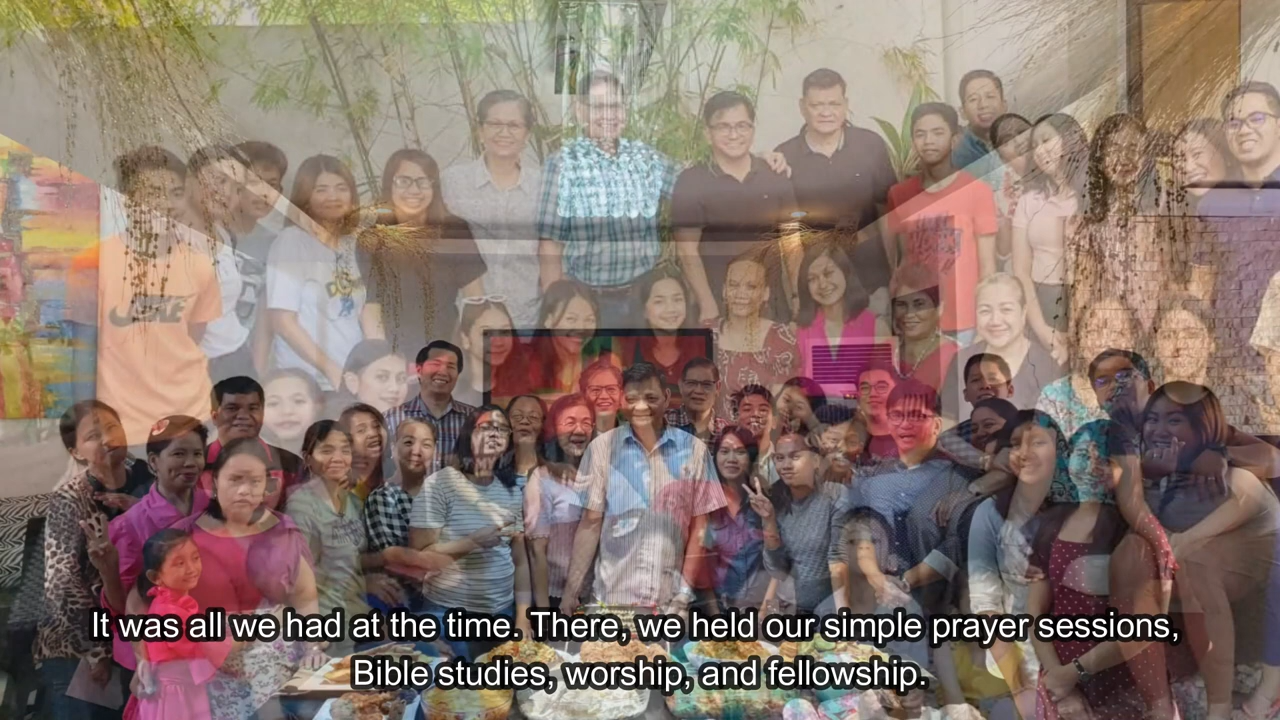 It was all we had at the time. There, we held our simple prayer sessions,
Bible studies, worship, and fellowship.